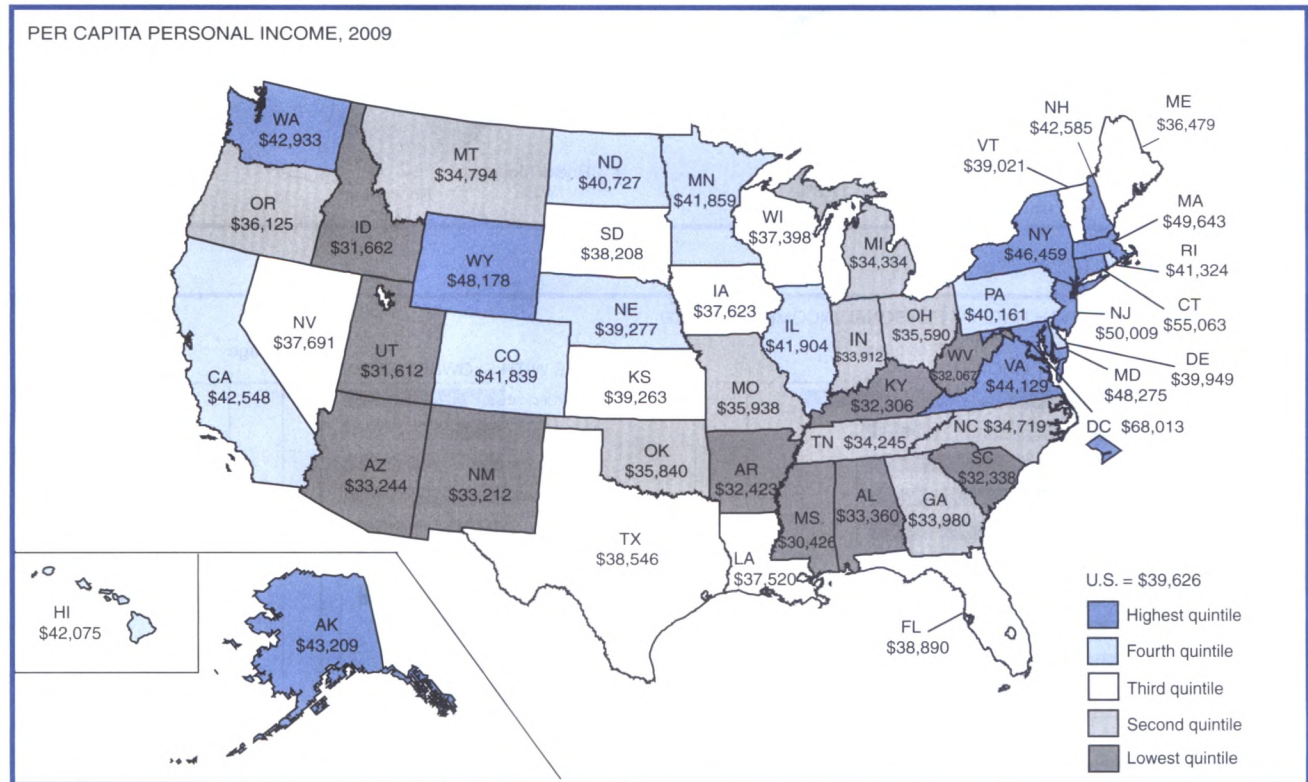 PER CAPITA PERSONAL INCOME, 2009
WA
$42,933
MT
$34,794
ND
$40,727
MN
$41,859
VT
$39,021
NH
$42,585
ME
$36,479
OR
$36,125
ID
$31,662
WY
$48,178
SD
$38,208
WI
$37,398
MI
$34,334
NY
$46,459
MA
$49,643
RI
$41,324
CT
$55,063
NV
$37,691
UT
$31,612
CO
$41,839
NE
$39,277
IA
$37,623
IL
$41,904
IN
$33,912
OH
$35,590
PA
$40,161
NJ
$50,009
DE
$39,949
MD
$48,275
DC $68,013
CA
$42,548
KS
$39,263
MO
$35,938
KY
$32,306
WV
$32,067
VA
$44,129
AZ
$33,244
NM
$33,212
OK
$35,840
AR
$32,423
TN $34,245
NC $34,719
SC
$32,338
TX
$38,546
LA
$37,520
MS.
$30,426
AL
$33,360
GA
$33,980
FL
$38,890
HI
$42,075
AK
$43,209
U.S. = $39,626
Highest quintile
Fourth quintile
Third quintile
Second quintile
Lowest quintile